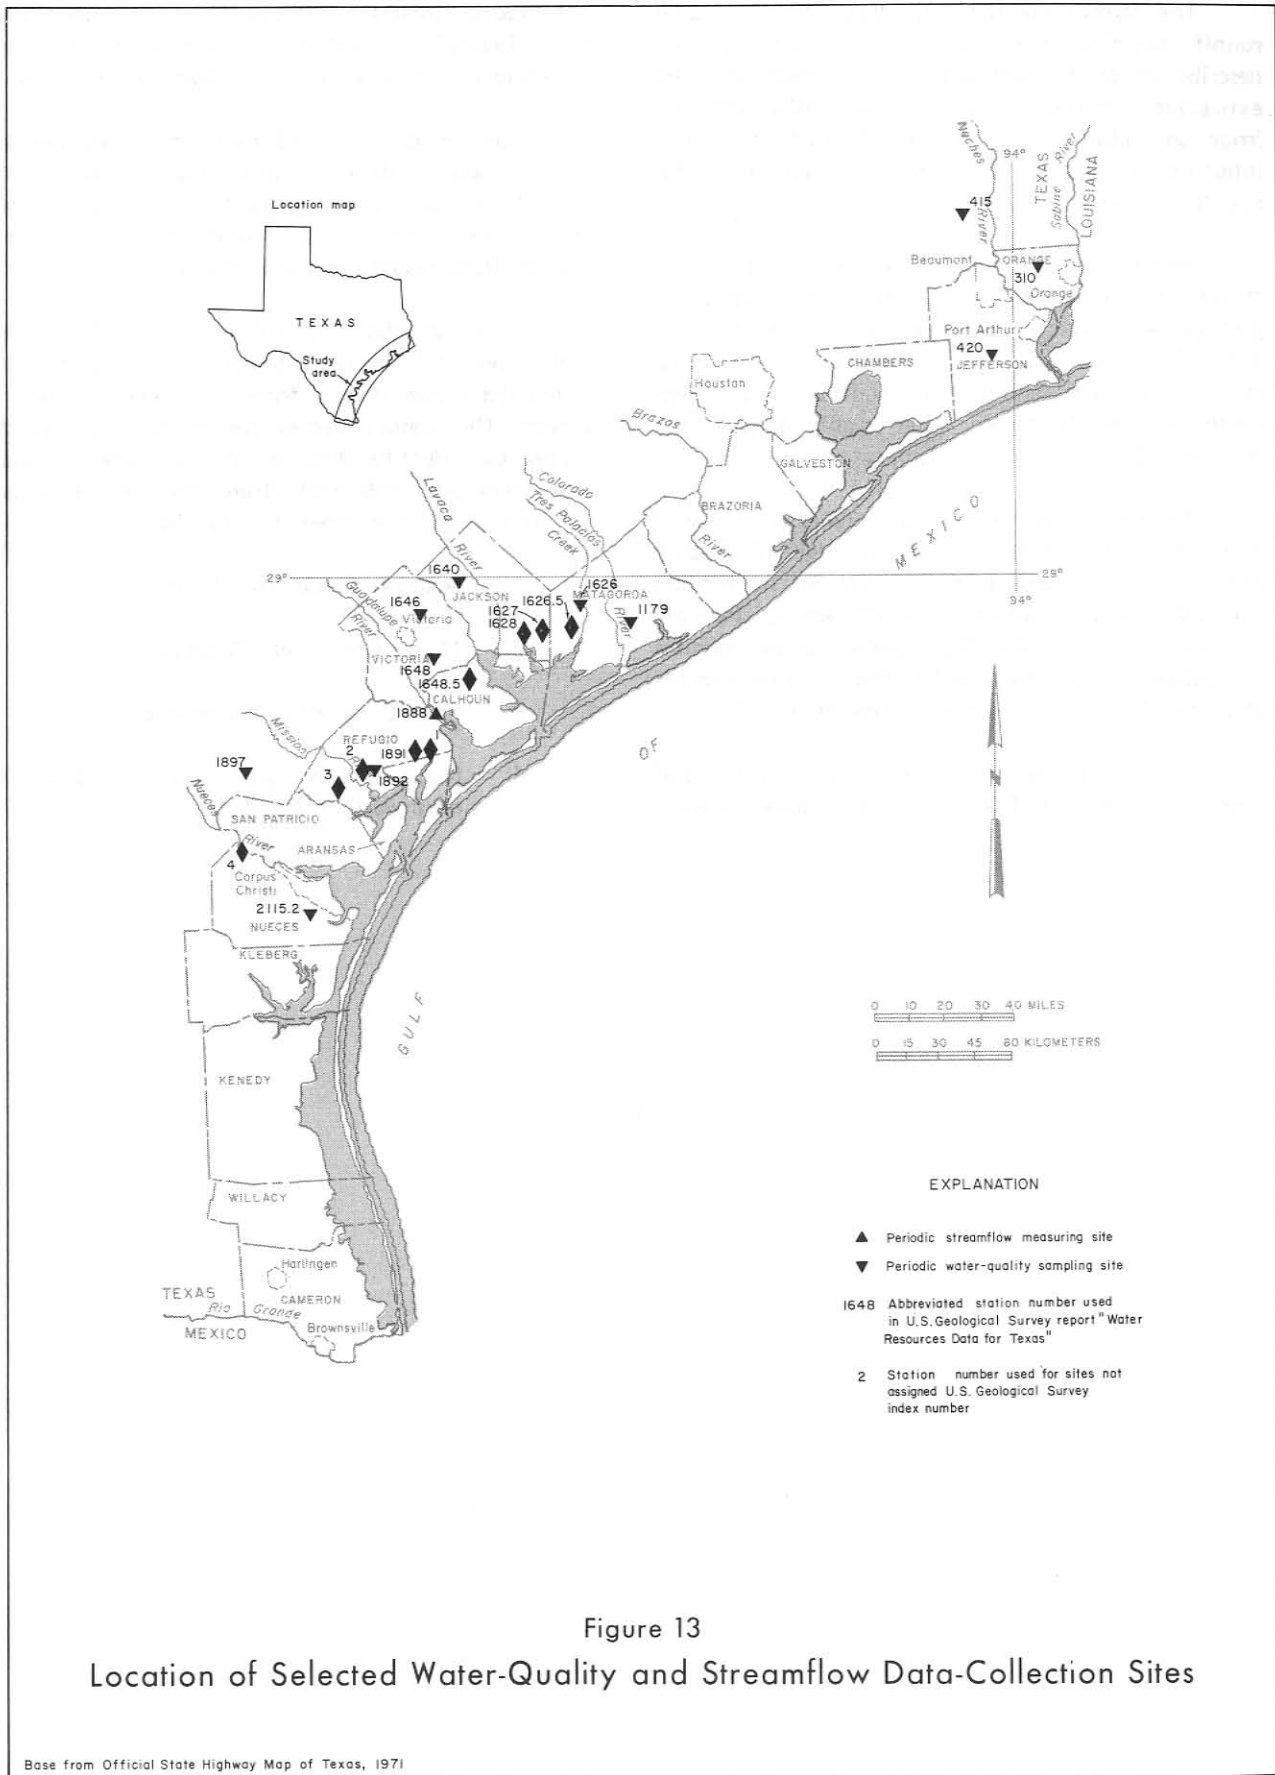 Location map
TEXAS
Study
area
Neches
River
94°
TEXAS
Sabine River
LOUISIANA
415
Beaumont
ORANGE
310
Orange
Port Arthur
420
JEFFERSON
CHAMBERS
Houston
Brazos
River
GALVESTON
BRAZORIA
Colorado
River
Tres Palacios
Creek
Lavaca
River
29°
29°
94°
GULF OF MEXICO
1640
JACKSON
1626
MATAGORDA
1626.5
1627
1628
1179
Guadalupe
River
1646
Victoria
VICTORIA
1648
1648.5
CALHOUN
1888
REFUGIO
Mission
2
1891
1892
3
1897
Nueces
River
SAN PATRICIO
ARANSAS
4
Corpus
Christi
2115.2
NUECES
KLEBERG
KENEDY
WILLACY
Harlingen
CAMERON
TEXAS
Rio Grande
MEXICO
Brownsville
N
0 10 20 30 40 MILES
0 15 30 45 60 KILOMETERS
EXPLANATION
Periodic streamflow measuring site
Periodic water-quality sampling site
1648 Abbreviated station number used
in U.S. Geological Survey report "Water
Resources Data for Texas"
2 Station number used for sites not
assigned U.S. Geological Survey
index number
Figure 13
Location of Selected Water-Quality and Streamflow Data-Collection Sites
Base from Official State Highway Map of Texas, 1971